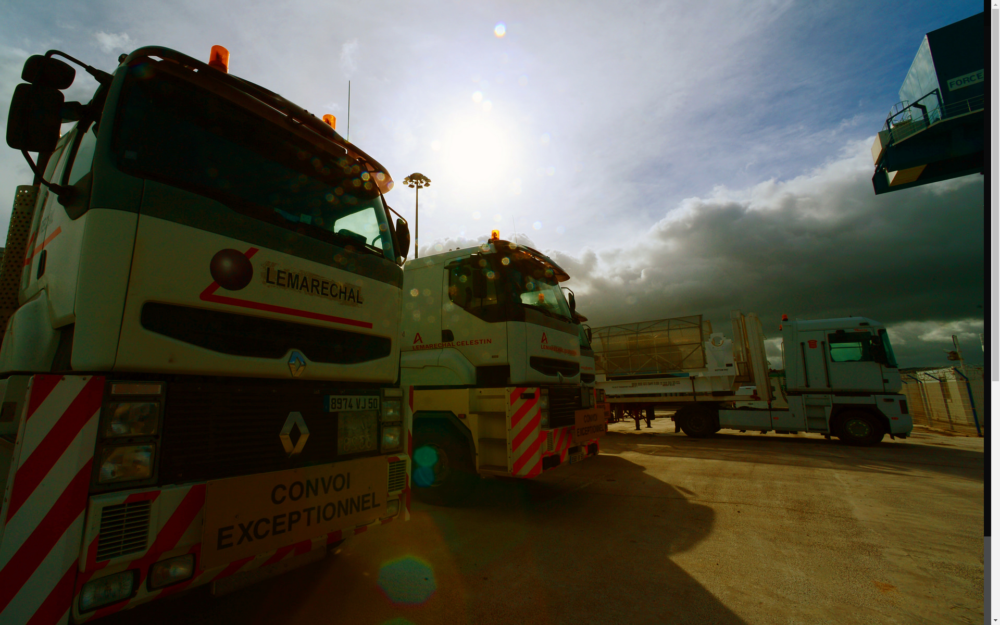 FORCE
LEMARECHAL
LEMARECHAL CELESTIN
LEMARECHAL CELESTIN
8974 VJ 50
CONVOI
EXCEPTIONNEL
CONVOI
EXCEPTIONNEL